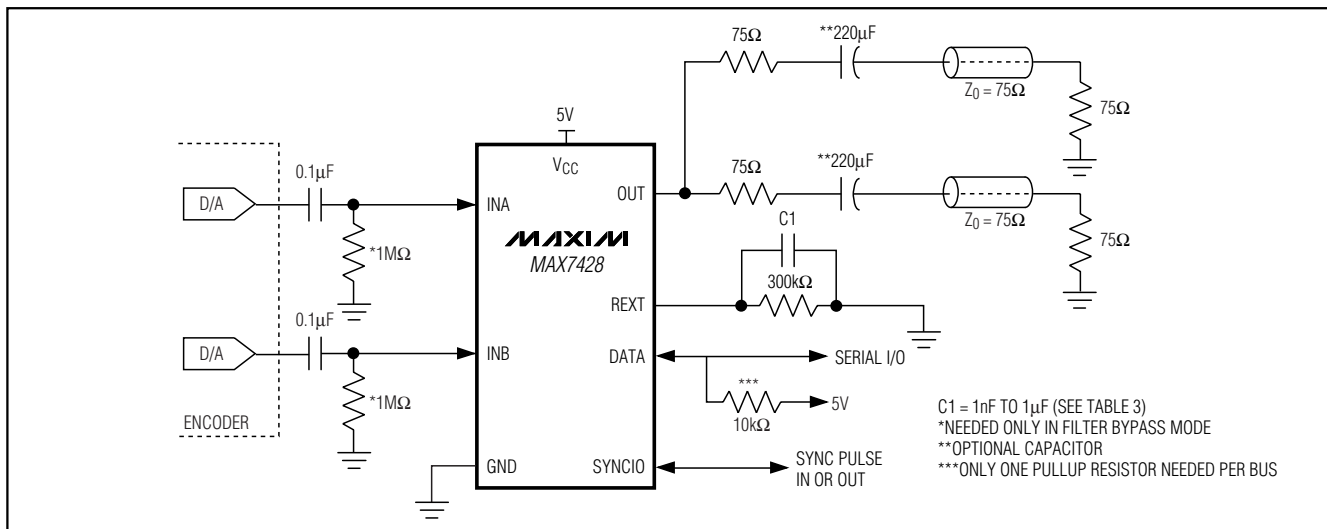 75Ω
**220µF
Z0 = 75Ω
75Ω
5V
VCC
0.1µF
D/A
INA
*1MΩ
OUT
75Ω
**220µF
Z0 = 75Ω
75Ω
MAXIM
MAX7428
C1
300kΩ
REXT
0.1µF
D/A
INB
*1MΩ
DATA
SERIAL I/O
***
10kΩ
5V
ENCODER
GND
SYNCIO
SYNC PULSE
IN OR OUT
C1 = 1nF TO 1µF (SEE TABLE 3)
*NEEDED ONLY IN FILTER BYPASS MODE
**OPTIONAL CAPACITOR
***ONLY ONE PULLUP RESISTOR NEEDED PER BUS